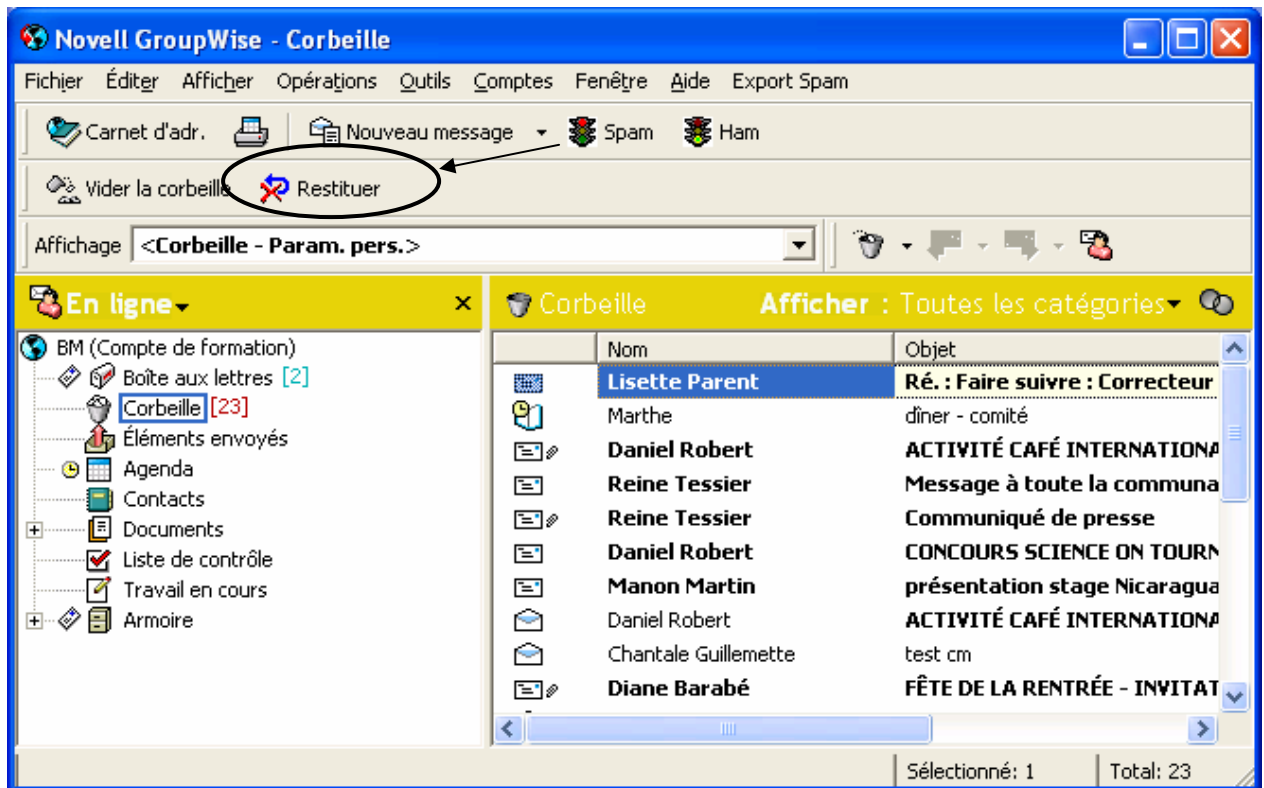 Novell GroupWise - Corbeille
Fichier Éditer Afficher Opérations Outils Comptes Fenêtre Aide Export Spam
Carnet d'adr. Nouveau message Spam Ham
Vider la corbeille Restituer
Affichage <Corbeille - Param. pers.>
En ligne
BM (Compte de formation)
Boîte aux lettres [2]
Corbeille [23]
Éléments envoyés
Agenda
Contacts
Documents
Liste de contrôle
Travail en cours
Armoire
Corbeille Afficher : Toutes les catégories
Nom Objet
Lisette Parent Ré. : Faire suivre : Correcteur
Marthe dîner - comité
Daniel Robert ACTIVITÉ CAFÉ INTERNATIONA
Reine Tessier Message à toute la communa
Reine Tessier Communiqué de presse
Daniel Robert CONCOURS SCIENCE ON TOURN
Manon Martin présentation stage Nicaragua
Daniel Robert ACTIVITÉ CAFÉ INTERNATIONA
Chantale Guillemette test cm
Diane Barabé FÊTE DE LA RENTRÉE - INVITAT
Sélectionné: 1 Total: 23